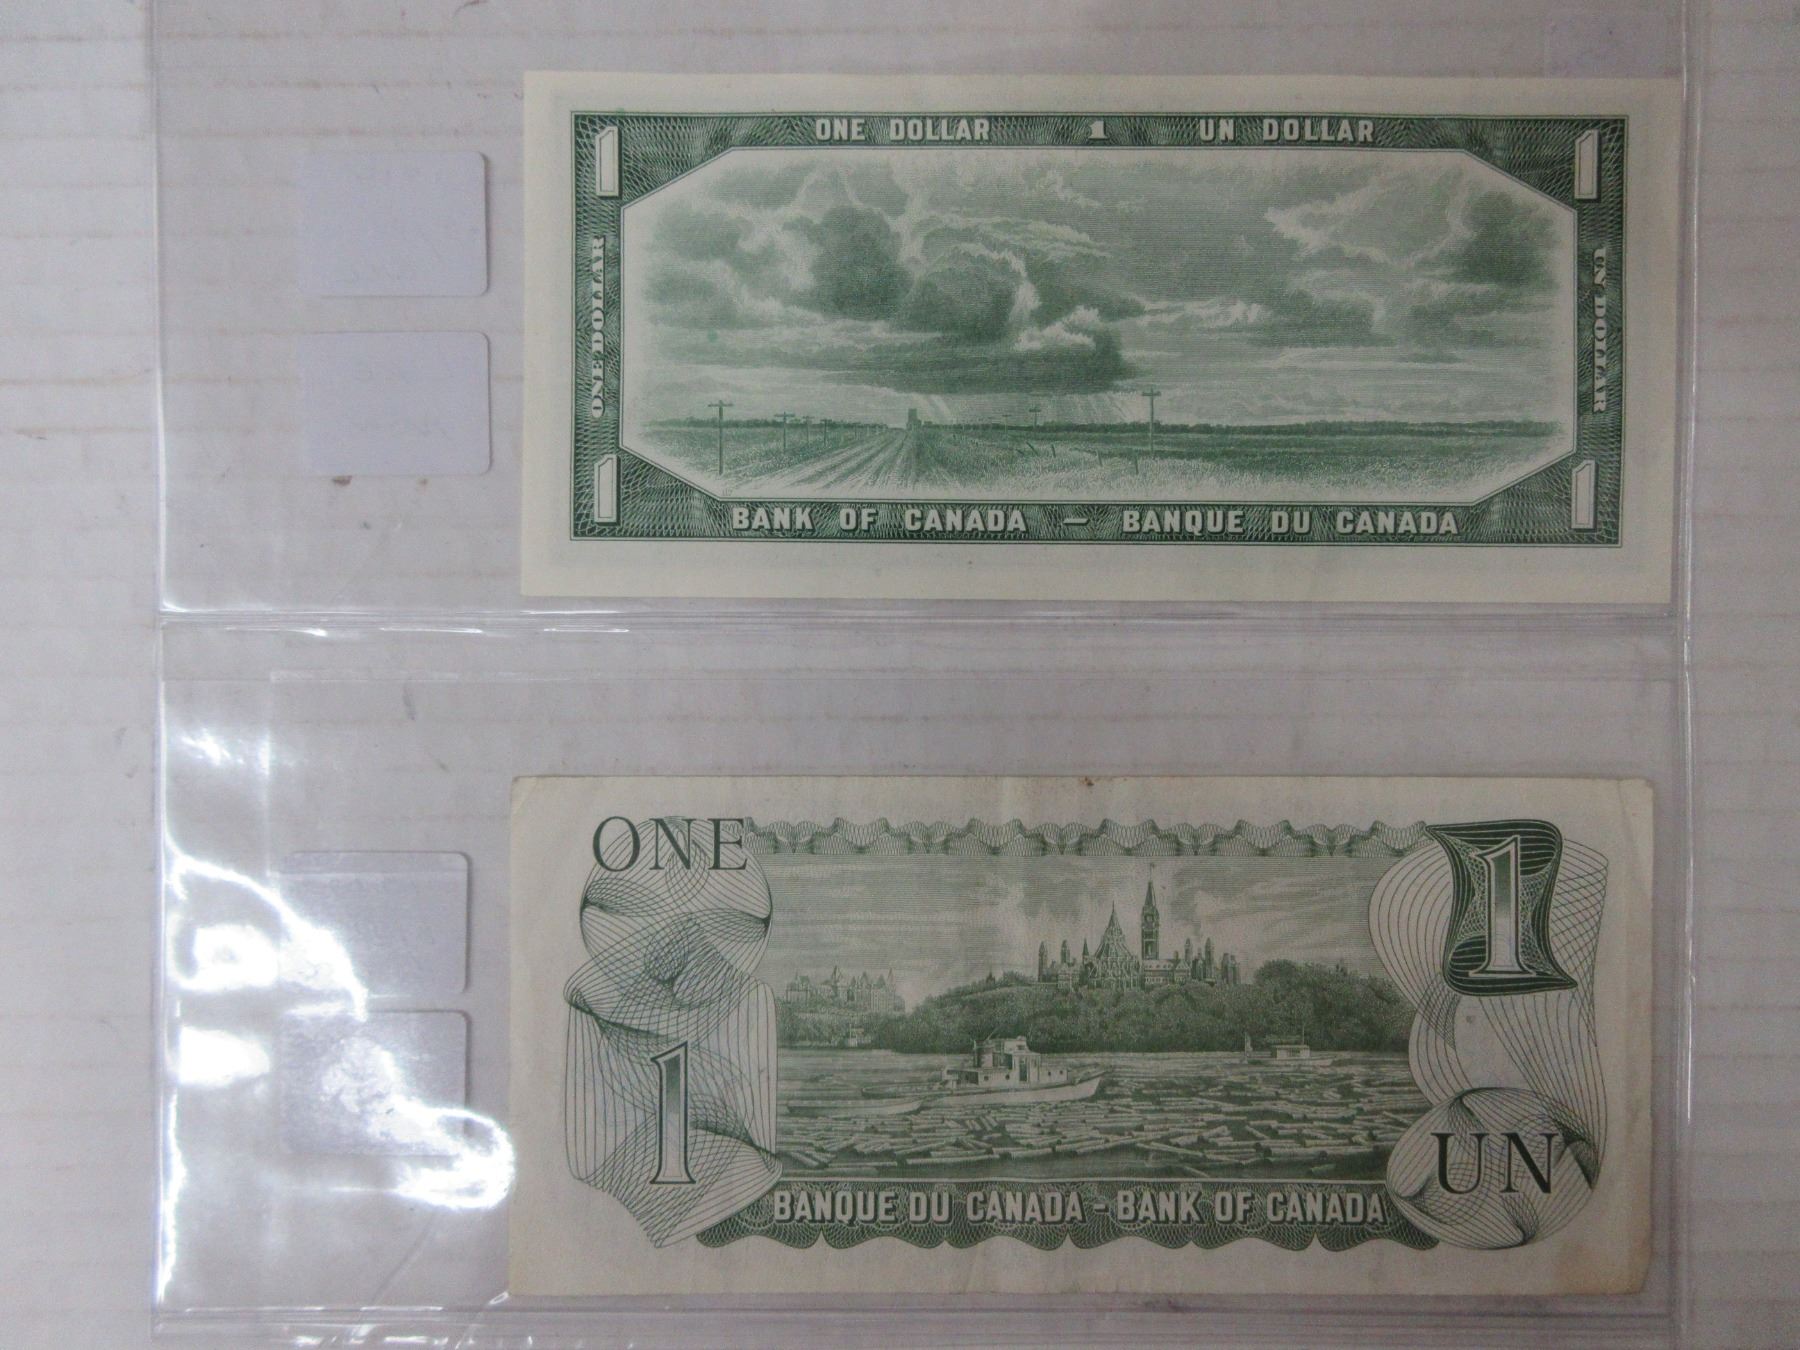 ONE DOLLAR 1 UN DOLLAR
1 1
ONE DOLLAR UN DOLLAR
1 1
BANK OF CANADA — BANQUE DU CANADA
ONE 1
1 UN
BANQUE DU CANADA - BANK OF CANADA